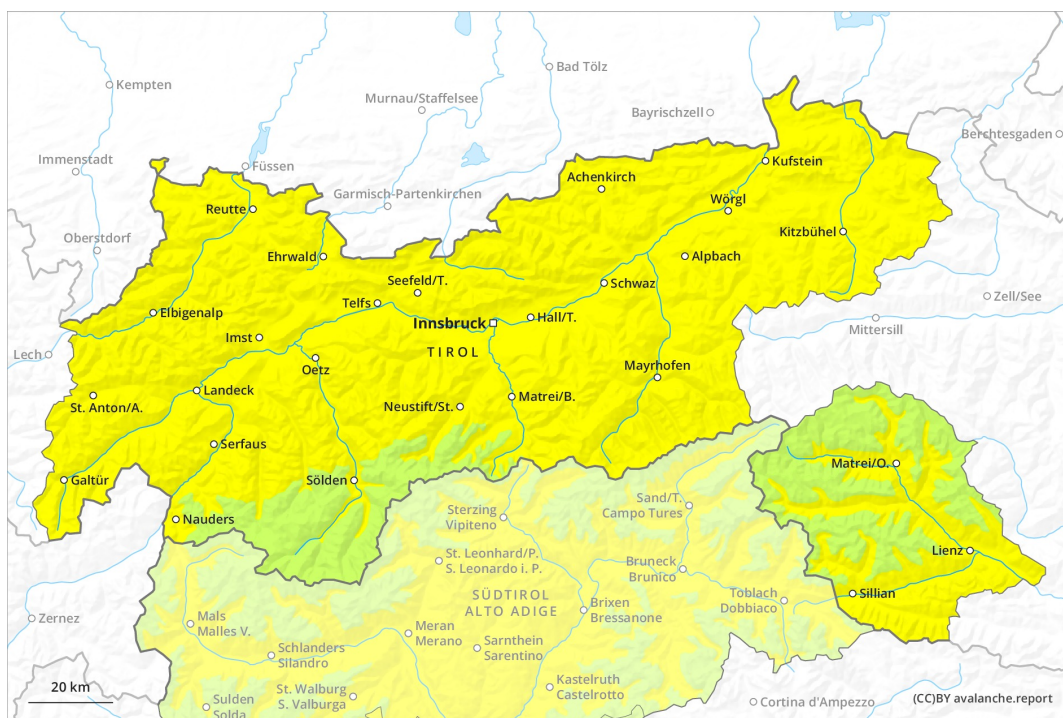 Bad Tölz
Kempten
Murnau/Staffelsee
Bayrischzell
Berchtesgaden
Immenstadt
Füssen
Kufstein
Achenkirch
Garmisch-Partenkirchen
Wörgl
Reutte
Kitzbühel
Oberstdorf
Ehrwald
Alpbach
Seefeld/T.
Schwaz
Zell/See
Telfs
Elbigenalp
Hall/T.
Innsbruck
Mittersill
Imst
TIROL
Lech
Oetz
Mayrhofen
Landeck
St. Anton/A.
Neustift/St.
Matrei/B.
Serfaus
Matrei/O.
Galtür
Sölden
Sand/T.
Campo Tures
Sterzing
Vipiteno
Nauders
Lienz
St. Leonhard/P.
S. Leonardo i. P.
Bruneck
Brunico
Sillian
SÜDTIROL
ALTO ADIGE
Toblach
Dobbiaco
Brixen
Bressanone
Zernez
Mals
Malles V.
Meran
Merano
Schlanders
Silandro
Sarnthein
Sarentino
20 km
St. Walburg
S. Valburga
Kastelruth
Castelrotto
Sulden
Solda
Cortina d'Ampezzo
(CC)BY avalanche.report